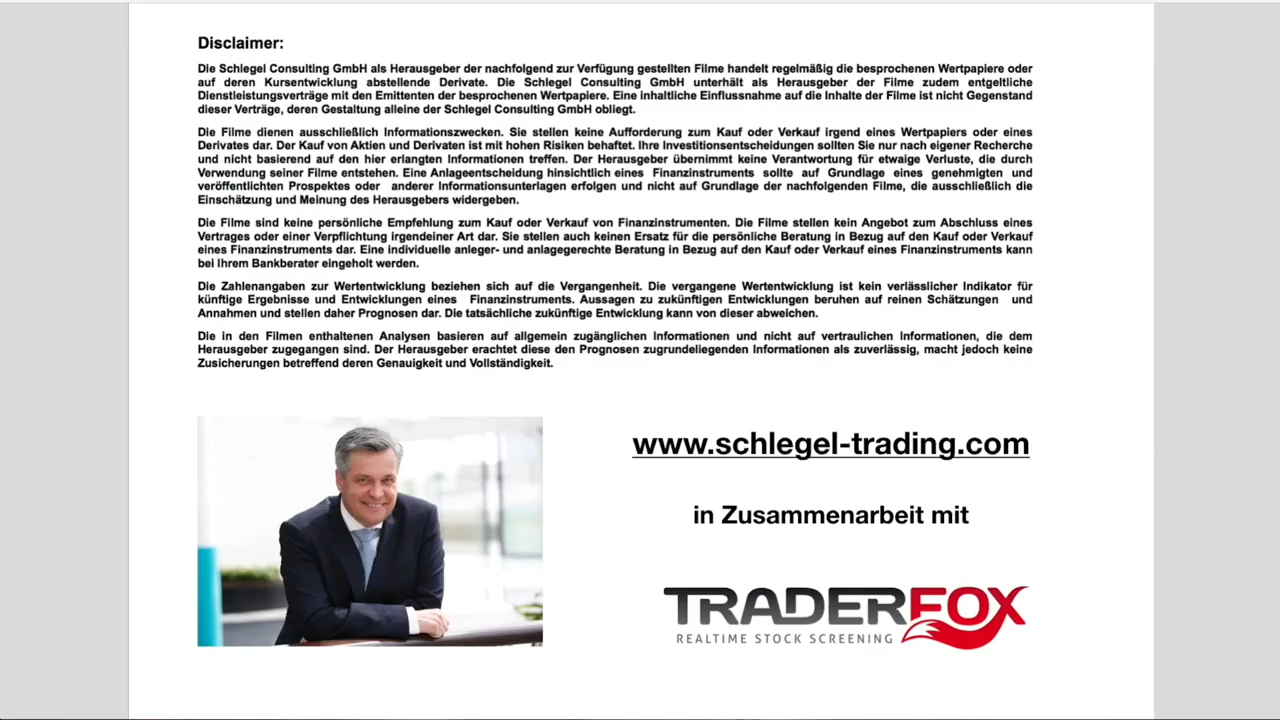 Disclaimer:
Die Schlegel Consulting GmbH als Herausgeber der nachfolgend zur Verfügung gestellten Filme handelt regelmäßig die besprochenen Wertpapiere oder
auf deren Kursentwicklung abstellende Derivate. Die Schlegel Consulting GmbH unterhält als Herausgeber der Filme zudem entgeltliche
Dienstleistungsverträge mit den Emittenten der besprochenen Wertpapiere. Eine inhaltliche Einflussnahme auf die Inhalte der Filme ist nicht Gegenstand
dieser Verträge, deren Gestaltung alleine der Schlegel Consulting GmbH obliegt.
Die Filme dienen ausschließlich Informationszwecken. Sie stellen keine Aufforderung zum Kauf oder Verkauf irgend eines Wertpapiers oder eines
Derivates dar. Der Kauf von Aktien und Derivaten ist mit hohen Risiken behaftet. Ihre Investitionsentscheidungen sollten Sie nur nach eigener Recherche
und nicht basierend auf den hier erlangten Informationen treffen. Der Herausgeber übernimmt keine Verantwortung für etwaige Verluste, die durch
Verwendung seiner Filme entstehen. Eine Anlageentscheidung hinsichtlich eines Finanzinstruments sollte auf Grundlage eines genehmigten und
veröffentlichten Prospektes oder anderer Informationsunterlagen erfolgen und nicht auf Grundlage der nachfolgenden Filme, die ausschließlich die
Einschätzung und Meinung des Herausgebers widergeben.
Die Filme sind keine persönliche Empfehlung zum Kauf oder Verkauf von Finanzinstrumenten. Die Filme stellen kein Angebot zum Abschluss eines
Vertrages oder einer Verpflichtung irgendeiner Art dar. Sie stellen auch keinen Ersatz für die persönliche Beratung in Bezug auf den Kauf oder Verkauf
eines Finanzinstruments dar. Eine individuelle anleger- und anlagegerechte Beratung in Bezug auf den Kauf oder Verkauf eines Finanzinstruments kann
bei Ihrem Bankberater eingeholt werden.
Die Zahlenangaben zur Wertentwicklung beziehen sich auf die Vergangenheit. Die vergangene Wertentwicklung ist kein verlässlicher Indikator für
künftige Ergebnisse und Entwicklungen eines Finanzinstruments. Aussagen zu zukünftigen Entwicklungen beruhen auf reinen Schätzungen und
Annahmen und stellen daher Prognosen dar. Die tatsächliche zukünftige Entwicklung kann von dieser abweichen.
Die in den Filmen enthaltenen Analysen basieren auf allgemein zugänglichen Informationen und nicht auf vertraulichen Informationen, die dem
Herausgeber zugegangen sind. Der Herausgeber erachtet diese den Prognosen zugrundeliegenden Informationen als zuverlässig, macht jedoch keine
Zusicherungen betreffend deren Genauigkeit und Vollständigkeit.
www.schlegel-trading.com
in Zusammenarbeit mit
TRADERFOX
REALTIME STOCK SCREENING